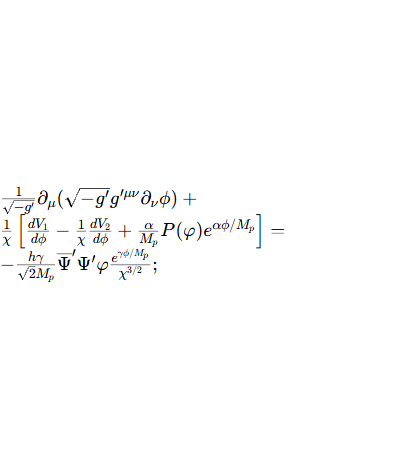 $\frac{1}{\sqrt{-g'}}\partial_\mu(\sqrt{-g'}g'^{\mu\nu}\partial_\nu\phi)+$
$\frac{1}{\chi}\left[\frac{dV_1}{d\phi}-\frac{1}{\chi}\frac{dV_2}{d\phi}+\frac{\alpha}{M_p}P(\varphi)e^{\alpha\phi/M_p}\right]=$
$-\frac{h\gamma}{\sqrt{2}M_p}\overline{\Psi}'\Psi'\varphi\frac{e^{\gamma\phi/M_p}}{\chi^{3/2}};$